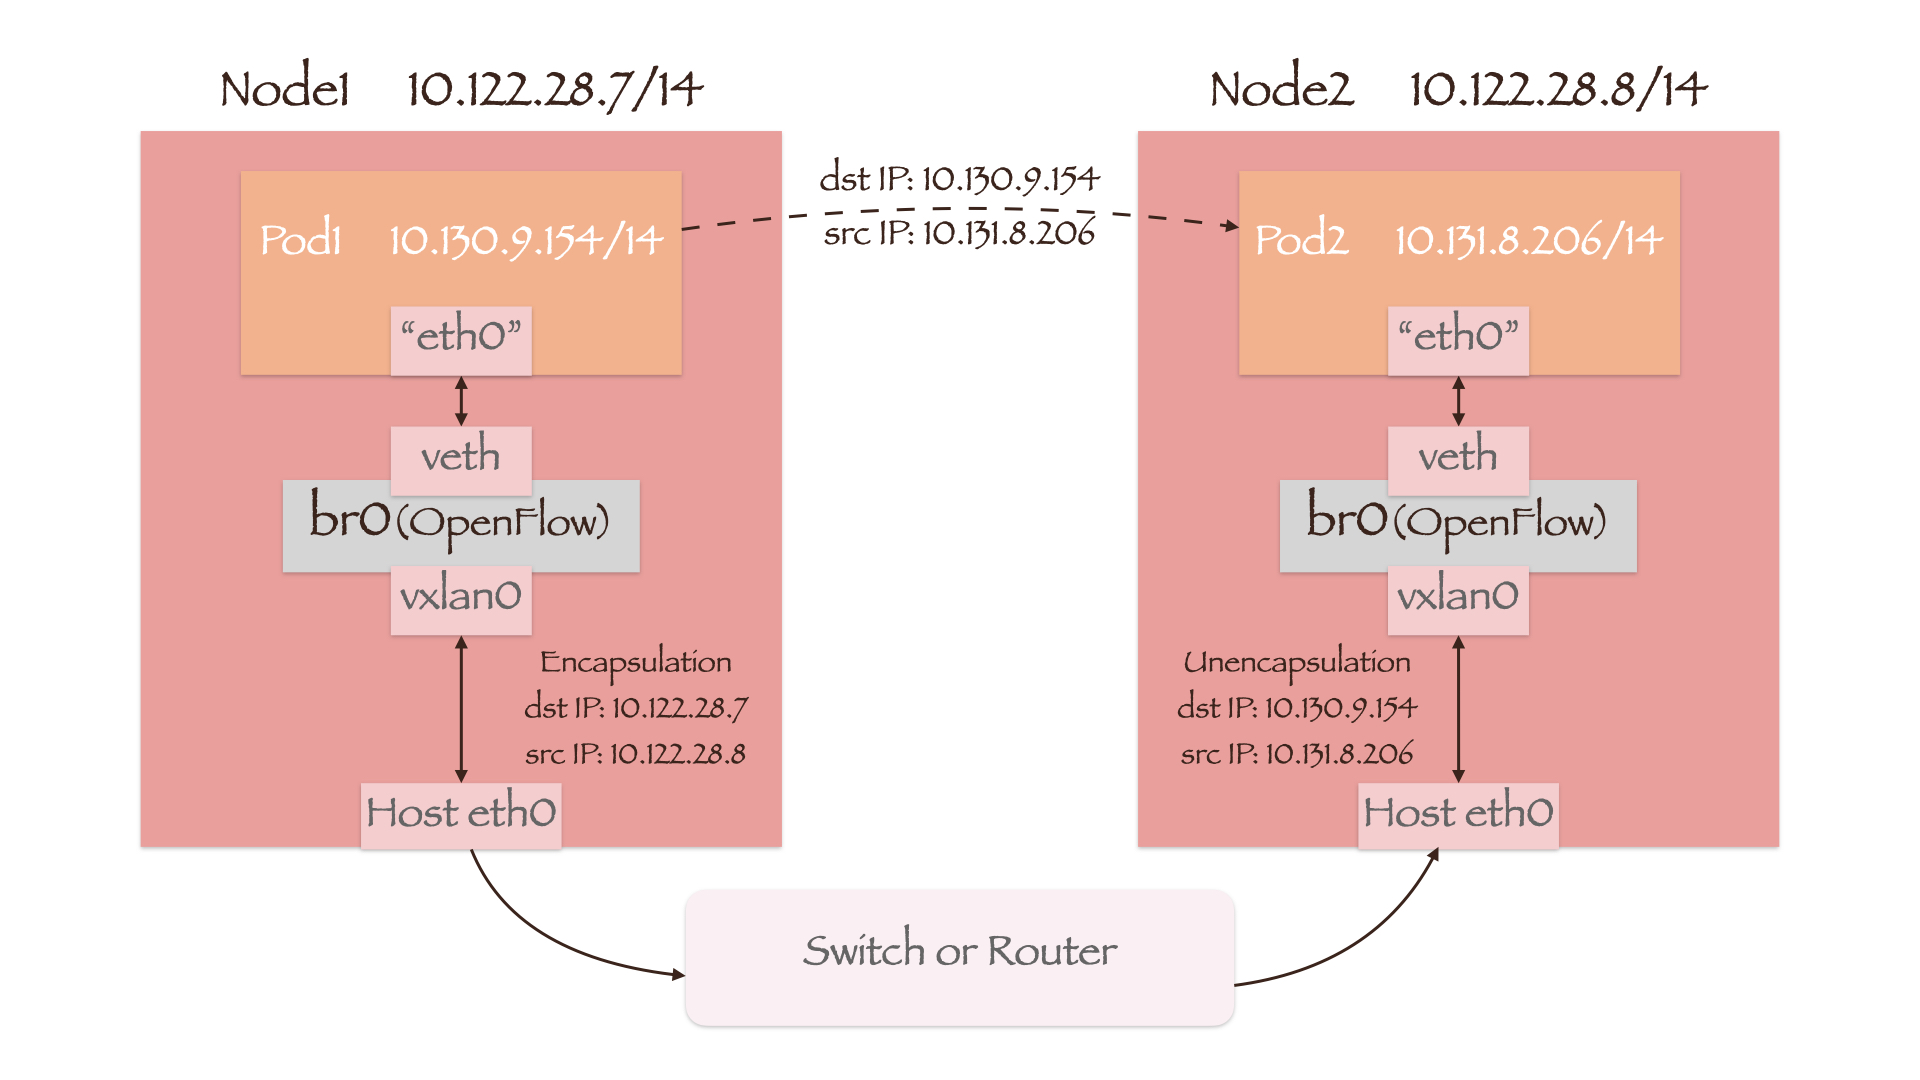 Node1 10.122.28.7/14
Node2 10.122.28.8/14
dst IP: 10.130.9.154
src IP: 10.131.8.206
Pod1 10.130.9.154/14
Pod2 10.131.8.206/14
“eth0”
“eth0”
veth
veth
br0(OpenFlow)
br0(OpenFlow)
vxlan0
vxlan0
Encapsulation
dst IP: 10.122.28.7
src IP: 10.122.28.8
Unencapsulation
dst IP: 10.130.9.154
src IP: 10.131.8.206
Host eth0
Host eth0
Switch or Router